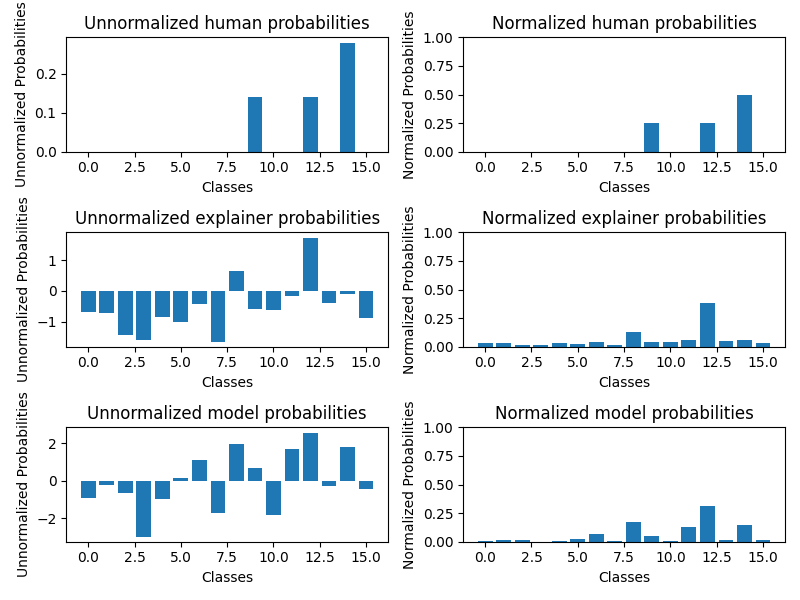 Unnormalized human probabilities
Unnormalized Probabilities
0.2
0.1
0.0
0.0 2.5 5.0 7.5 10.0 12.5 15.0
Classes
Normalized human probabilities
Normalized Probabilities
1.00
0.75
0.50
0.25
0.00
0.0 2.5 5.0 7.5 10.0 12.5 15.0
Classes
Unnormalized explainer probabilities
Unnormalized Probabilities
1
0
−1
0.0 2.5 5.0 7.5 10.0 12.5 15.0
Classes
Normalized explainer probabilities
Normalized Probabilities
1.00
0.75
0.50
0.25
0.00
0.0 2.5 5.0 7.5 10.0 12.5 15.0
Classes
Unnormalized model probabilities
Unnormalized Probabilities
2
0
−2
0.0 2.5 5.0 7.5 10.0 12.5 15.0
Classes
Normalized model probabilities
Normalized Probabilities
1.00
0.75
0.50
0.25
0.00
0.0 2.5 5.0 7.5 10.0 12.5 15.0
Classes